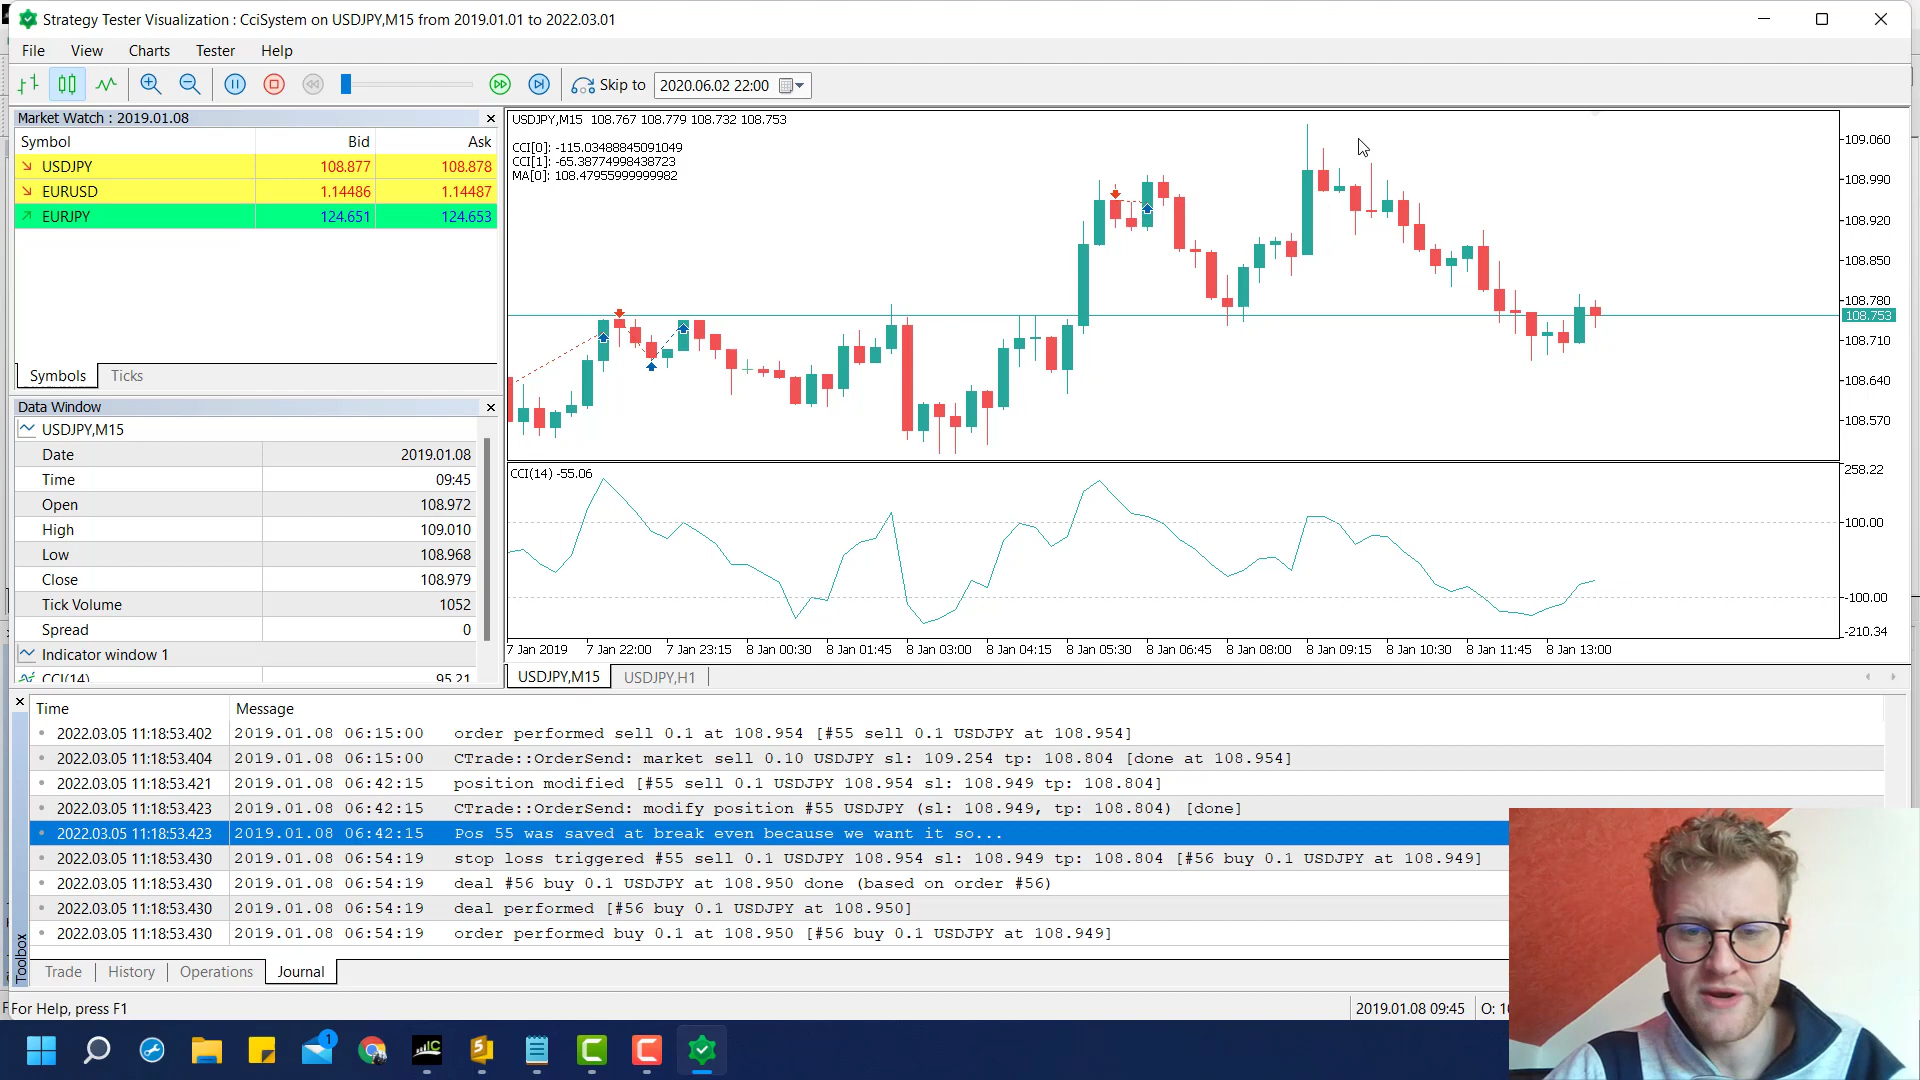 Strategy Tester Visualization : CciSystem on USDJPY,M15 from 2019.01.01 to 2022.03.01
File View Charts Tester Help
Skip to 2020.06.02 22:00
Market Watch : 2019.01.08
Symbol Bid Ask
USDJPY 108.877 108.878
EURUSD 1.14486 1.14487
EURJPY 124.651 124.653
Symbols Ticks
Data Window
USDJPY,M15
Date 2019.01.08
Time 09:45
Open 108.972
High 109.010
Low 108.968
Close 108.979
Tick Volume 1052
Spread 0
Indicator window 1
CCI(14) 95.21
USDJPY,M15 108.767 108.779 108.732 108.753
CCI[0]: -115.03488845091049
CCI[1]: -65.38774998438723
MA[0]: 108.47955999999982
109.060
108.990
108.920
108.850
108.780
108.753
108.710
108.640
108.570
CCI(14) -55.06
258.22
100.00
-100.00
-210.34
7 Jan 2019 7 Jan 22:00 7 Jan 23:15 8 Jan 00:30 8 Jan 01:45 8 Jan 03:00 8 Jan 04:15 8 Jan 05:30 8 Jan 06:45 8 Jan 08:00 8 Jan 09:15 8 Jan 10:30 8 Jan 11:45 8 Jan 13:00
USDJPY,M15 USDJPY,H1
Time Message
2022.03.05 11:18:53.402 2019.01.08 06:15:00 order performed sell 0.1 at 108.954 [#55 sell 0.1 USDJPY at 108.954]
2022.03.05 11:18:53.404 2019.01.08 06:15:00 CTrade::OrderSend: market sell 0.10 USDJPY sl: 109.254 tp: 108.804 [done at 108.954]
2022.03.05 11:18:53.421 2019.01.08 06:42:15 position modified [#55 sell 0.1 USDJPY 108.954 sl: 108.949 tp: 108.804]
2022.03.05 11:18:53.423 2019.01.08 06:42:15 CTrade::OrderSend: modify position #55 USDJPY (sl: 108.949, tp: 108.804) [done]
2022.03.05 11:18:53.423 2019.01.08 06:42:15 Pos 55 was saved at break even because we want it so...
2022.03.05 11:18:53.430 2019.01.08 06:54:19 stop loss triggered #55 sell 0.1 USDJPY 108.954 sl: 108.949 tp: 108.804 [#56 buy 0.1 USDJPY at 108.949]
2022.03.05 11:18:53.430 2019.01.08 06:54:19 deal #56 buy 0.1 USDJPY at 108.950 done (based on order #56)
2022.03.05 11:18:53.430 2019.01.08 06:54:19 deal performed [#56 buy 0.1 USDJPY at 108.950]
2022.03.05 11:18:53.430 2019.01.08 06:54:19 order performed buy 0.1 at 108.950 [#56 buy 0.1 USDJPY at 108.949]
Toolbox
Trade History Operations Journal
For Help, press F1
2019.01.08 09:45 O:
1
IC
5